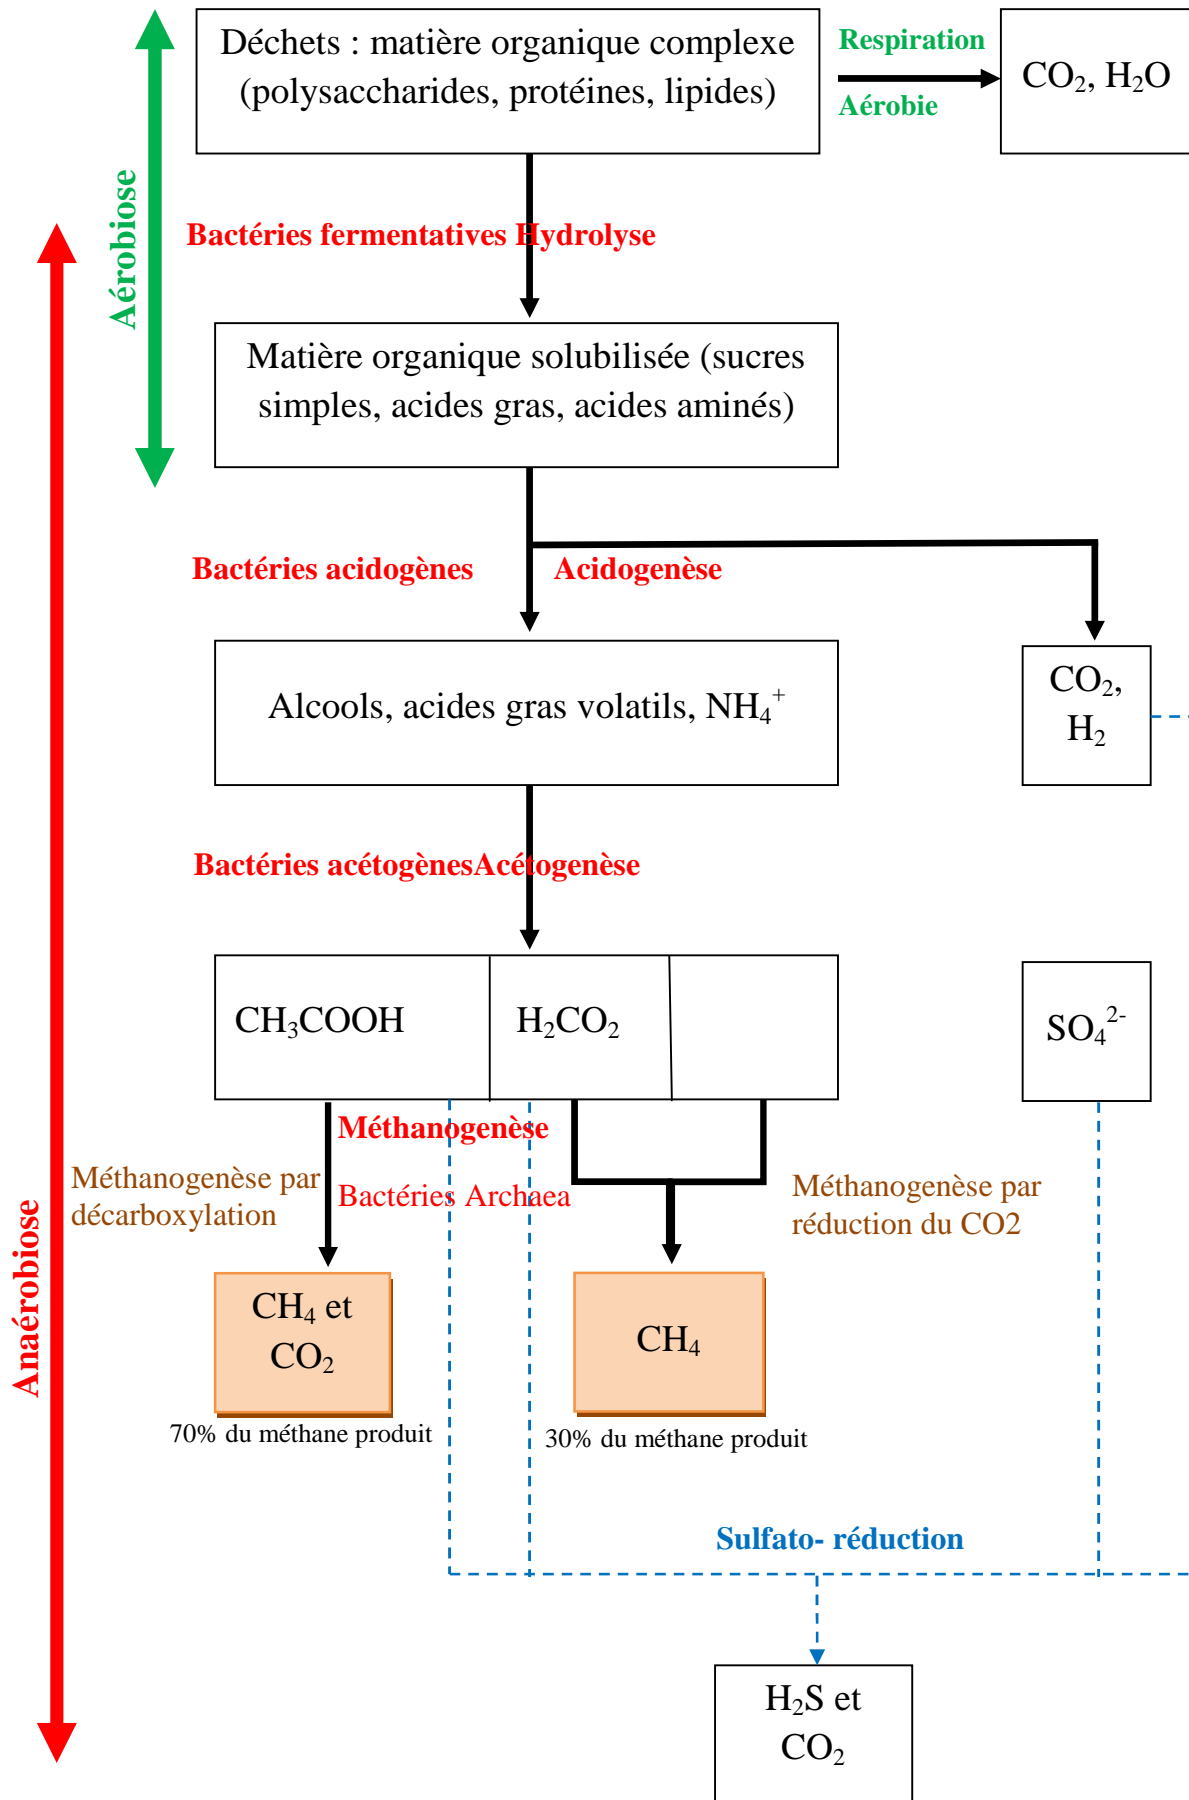 Déchets : matière organique complexe
(polysaccharides, protéines, lipides)
Respiration
Aérobie
CO₂, H₂O
Aérobiose
Bactéries fermentatives Hydrolyse
Matière organique solubilisée (sucres
simples, acides gras, acides aminés)
Bactéries acidogènes
Acidogenèse
Alcools, acides gras volatils, NH₄⁺
CO₂,
H₂
Bactéries acétogènesAcétogenèse
CH₃COOH
H₂CO₂
SO₄²⁻
Méthanogenèse
Bactéries Archaea
Méthanogenèse par
décarboxylation
Méthanogenèse par
réduction du CO2
Anaérobiose
CH₄ et
CO₂
CH₄
70% du méthane produit
30% du méthane produit
Sulfato- réduction
H₂S et
CO₂